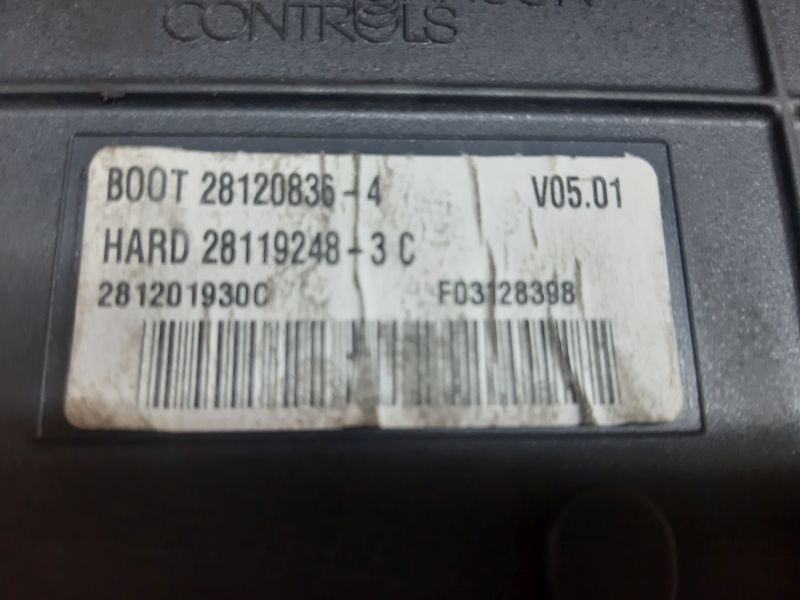 CONTROLS
BOOT 28120836-4 V05.01
HARD 28119248-3 C
281201930C F03128398